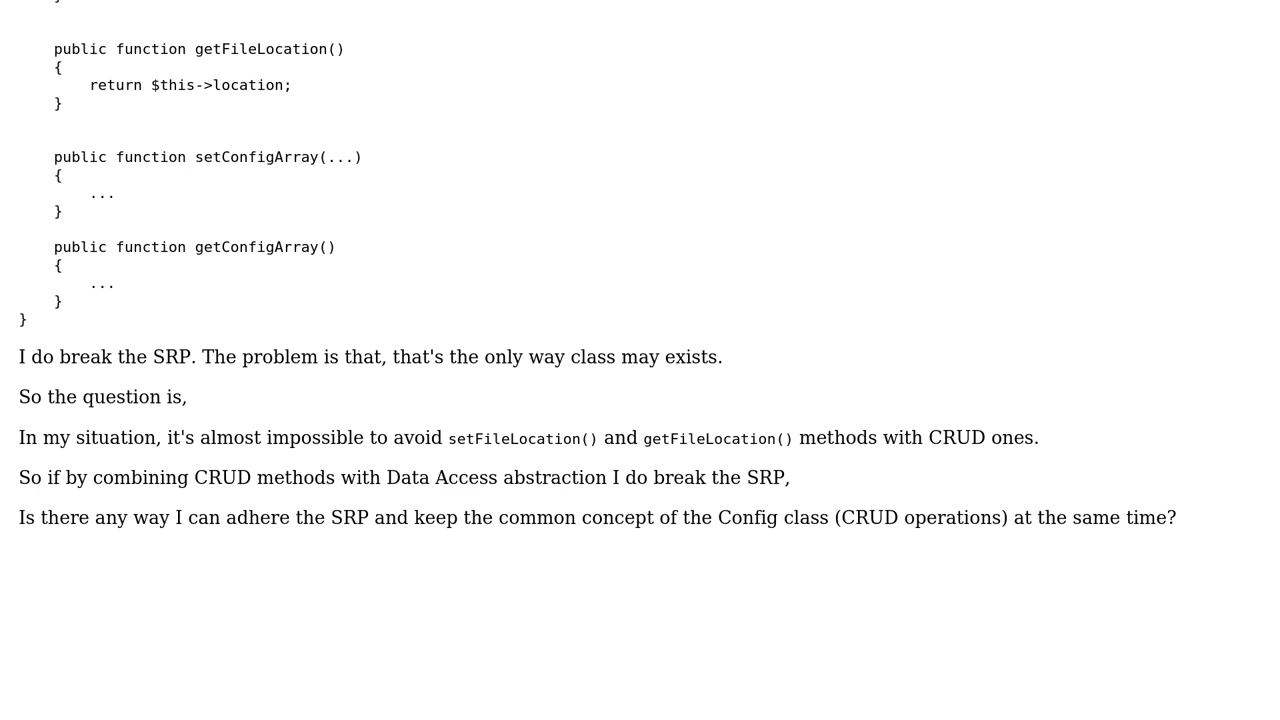 }
public function getFileLocation()
{
return $this->location;
}
public function setConfigArray(...)
{
...
}
public function getConfigArray()
{
...
}
}
I do break the SRP. The problem is that, that's the only way class may exists.
So the question is,
In my situation, it's almost impossible to avoid setFileLocation() and getFileLocation() methods with CRUD ones.
So if by combining CRUD methods with Data Access abstraction I do break the SRP,
Is there any way I can adhere the SRP and keep the common concept of the Config class (CRUD operations) at the same time?